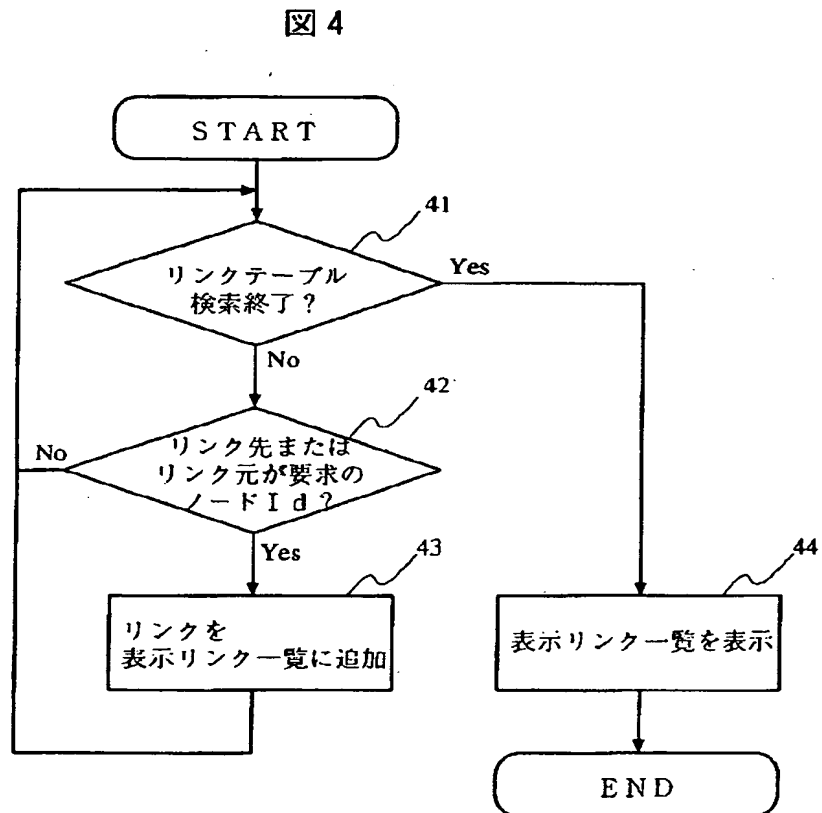 図4
START
41
リンクテーブル
検索終了？
Yes
No
42
リンク先または
リンク元が要求の
ノードId？
No
Yes
43
リンクを
表示リンク一覧に追加
44
表示リンク一覧を表示
END